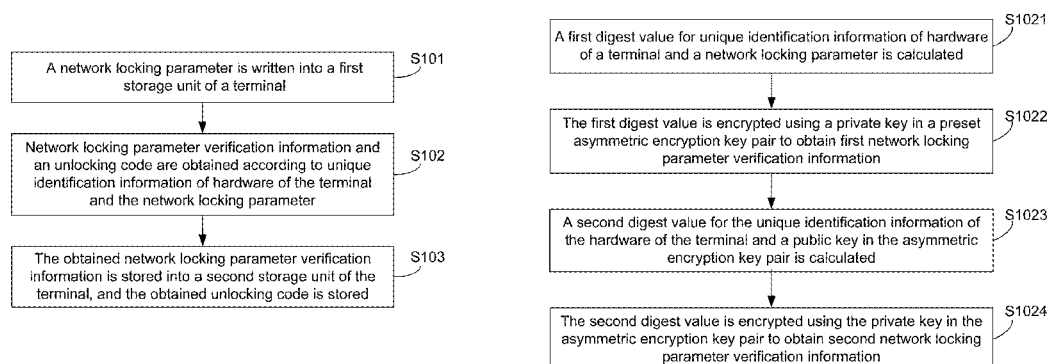 S101
A network locking parameter is written into a first
storage unit of a terminal
S102
Network locking parameter verification information and
an unlocking code are obtained according to unique
identification information of hardware of the terminal
and the network locking parameter
S103
The obtained network locking parameter verification
information is stored into a second storage unit of the
terminal, and the obtained unlocking code is stored
S1021
A first digest value for unique identification information of hardware
of a terminal and a network locking parameter is calculated
S1022
The first digest value is encrypted using a private key in a preset
asymmetric encryption key pair to obtain first network locking
parameter verification information
S1023
A second digest value for the unique identification information of
the hardware of the terminal and a public key in the asymmetric
encryption key pair is calculated
S1024
The second digest value is encrypted using the private key in the
asymmetric encryption key pair to obtain second network locking
parameter verification information